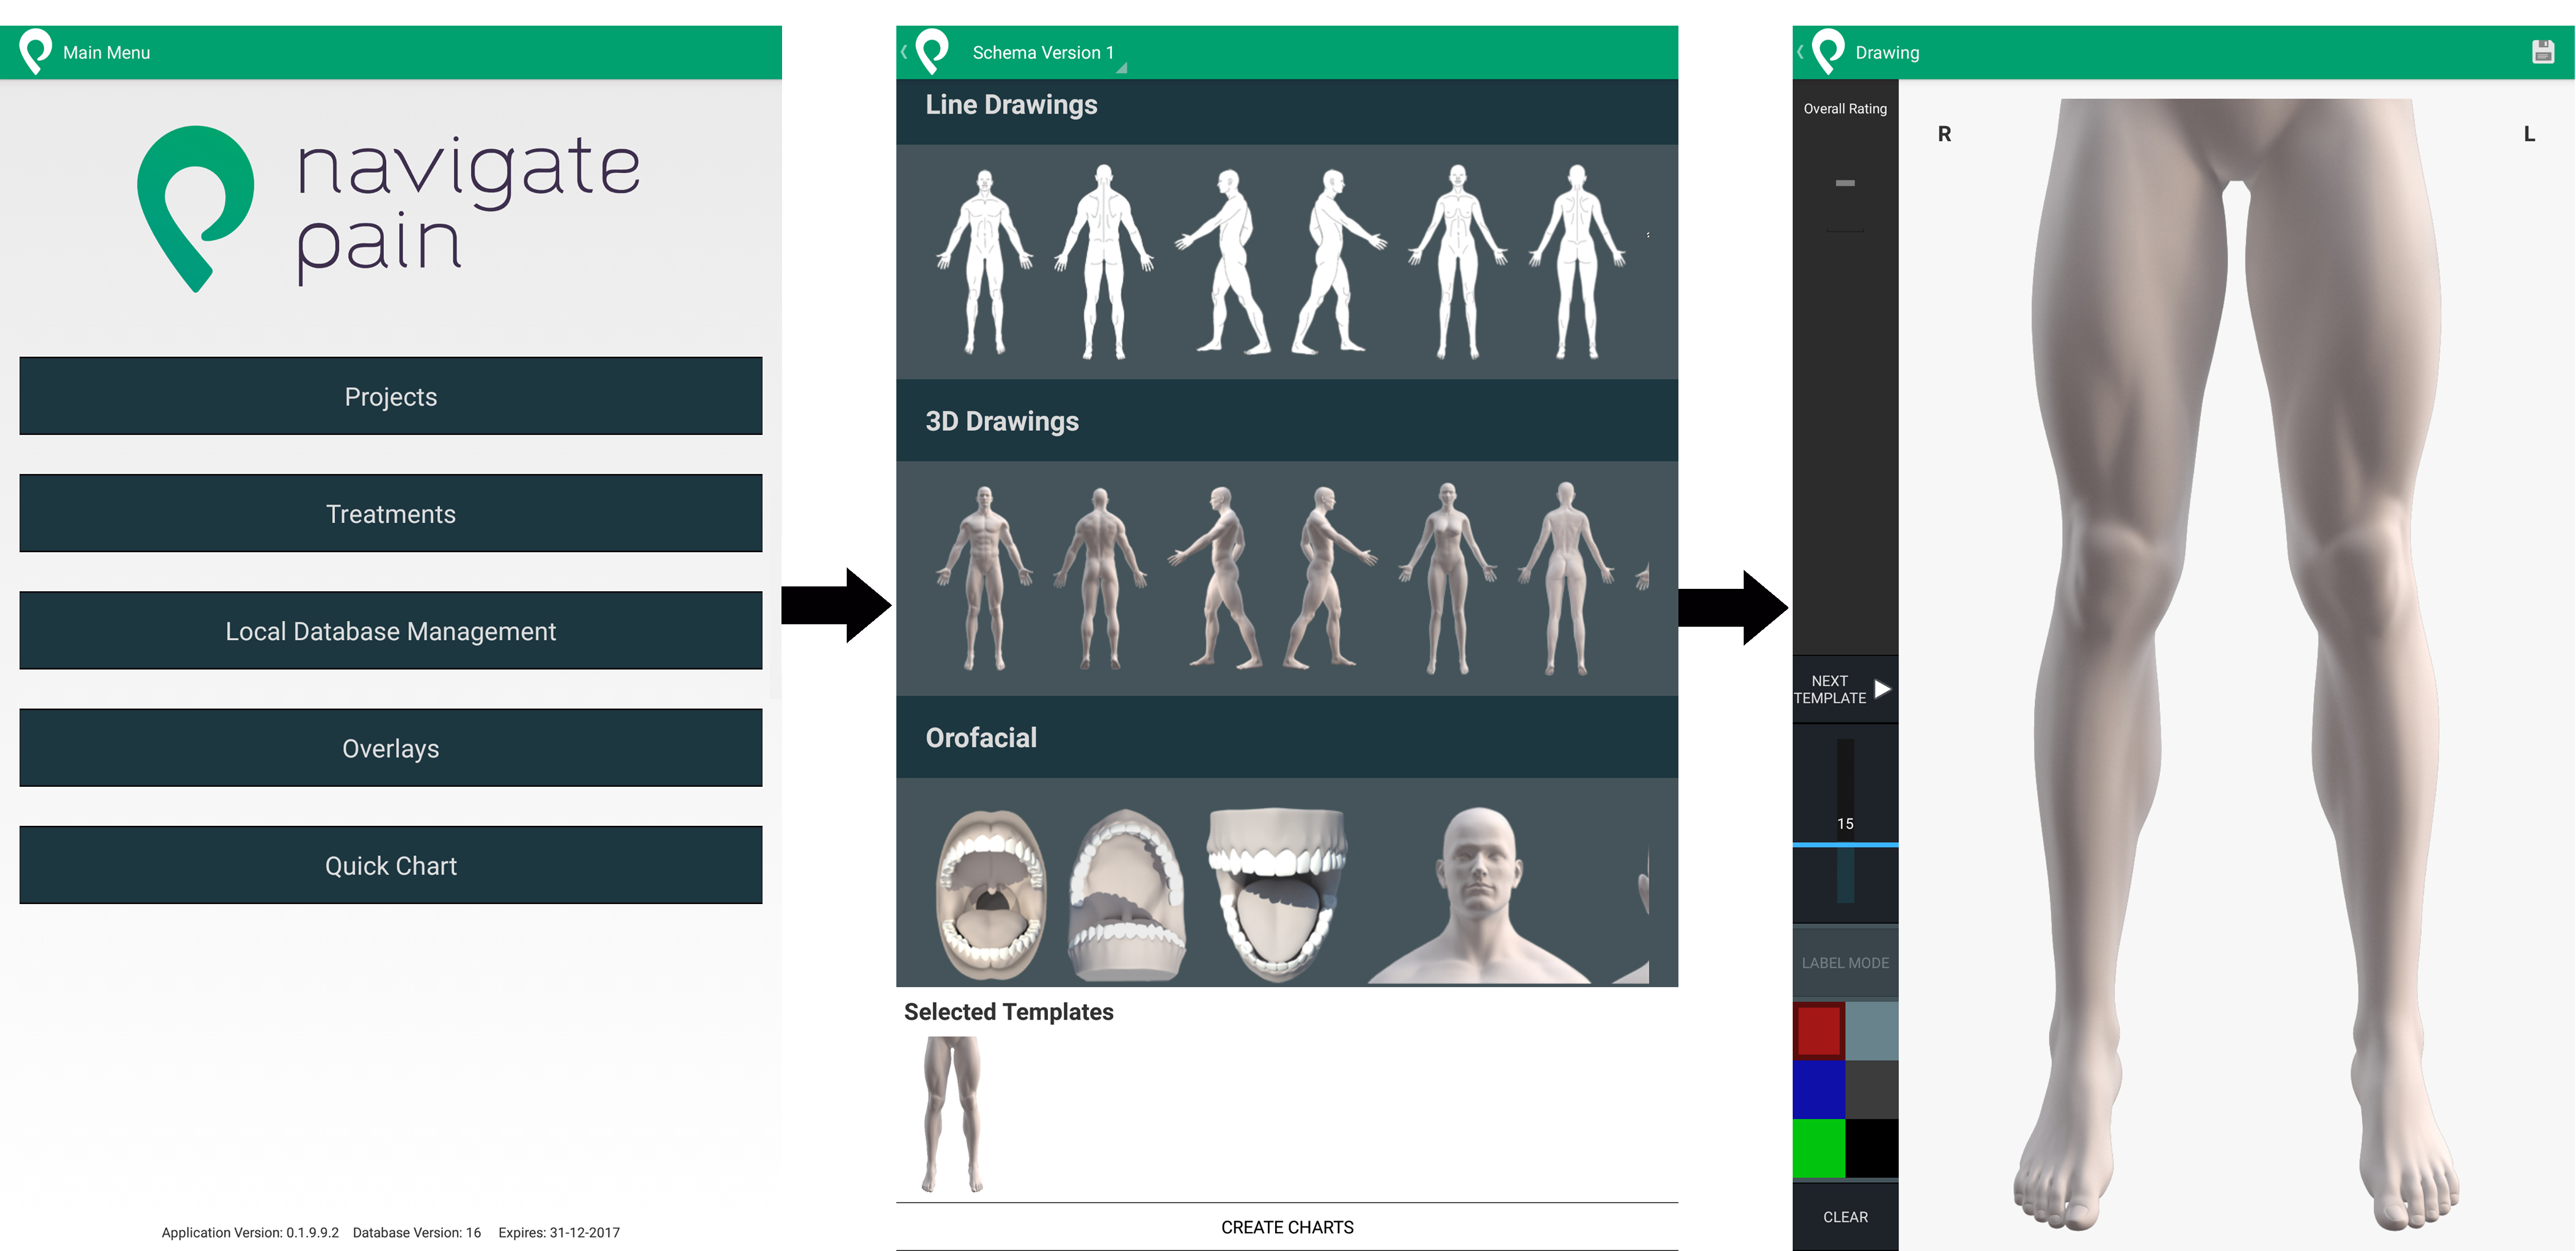 Main Menu
navigate
pain
Projects
Treatments
Local Database Management
Overlays
Quick Chart
Application Version: 0.1.9.9.2 Database Version: 16 Expires: 31-12-2017
Schema Version 1
Line Drawings
3D Drawings
Orofacial
Selected Templates
CREATE CHARTS
Drawing
Overall Rating
R
L
NEXT
TEMPLATE
15
LABEL MODE
CLEAR